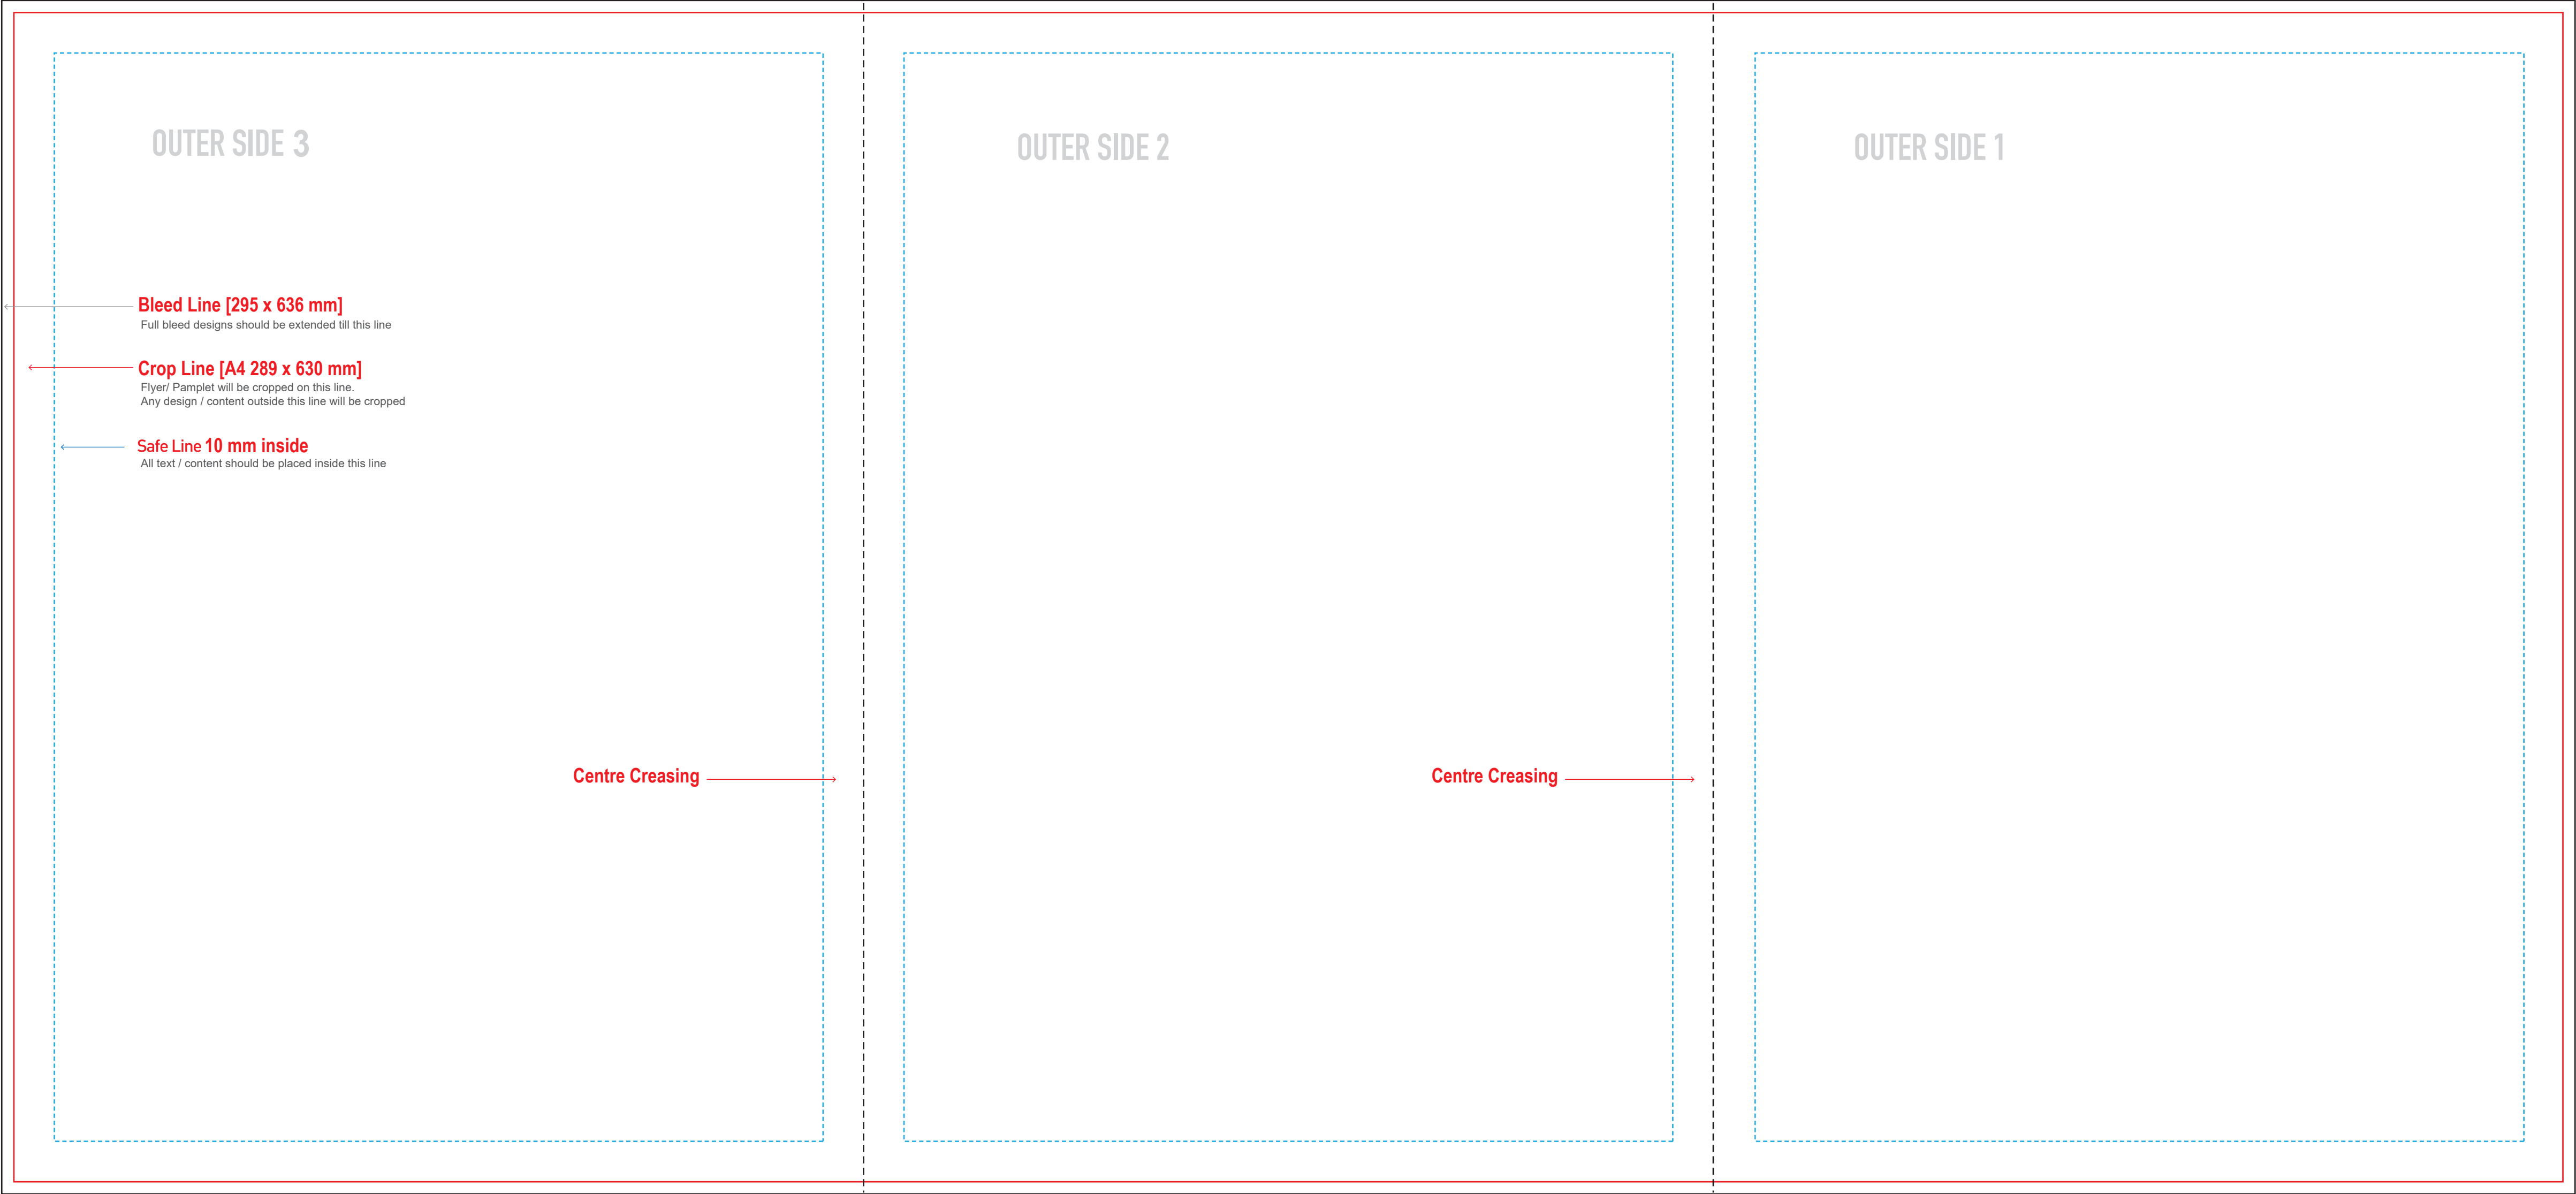 OUTER SIDE 3
Bleed Line [295 x 636 mm]
Full bleed designs should be extended till this line
Crop Line [A4 289 x 630 mm]
Flyer/ Pamplet will be cropped on this line.
Any design / content outside this line will be cropped
Safe Line 10 mm inside
All text / content should be placed inside this line
Centre Creasing
OUTER SIDE 2
Centre Creasing
OUTER SIDE 1